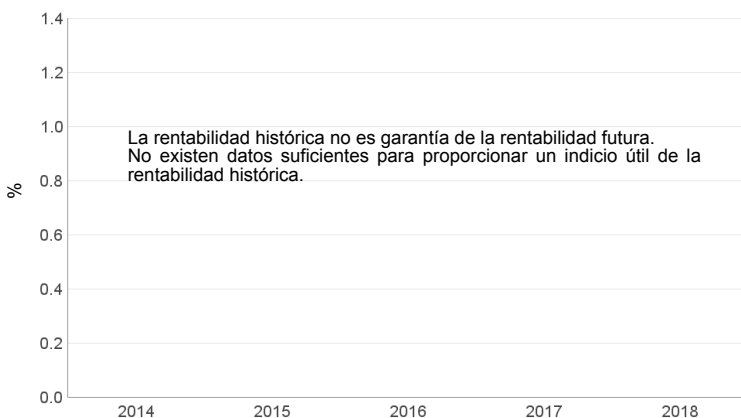 1.4
1.2
1.0
La rentabilidad histórica no es garantía de la rentabilidad futura.
No existen datos suficientes para proporcionar un indicio útil de la
rentabilidad histórica.
0.8
%
0.6
0.4
0.2
0.0
2014 2015 2016 2017 2018